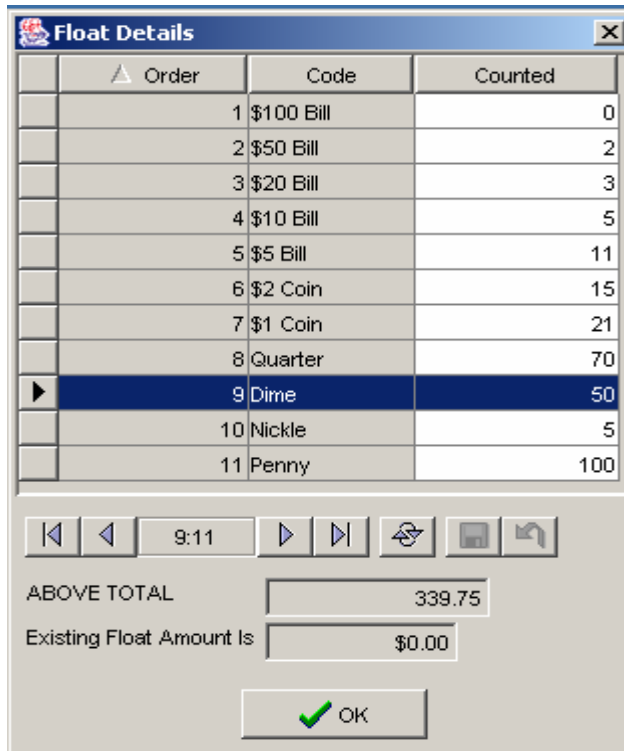 Float Details
Order Code Counted
1 $100 Bill 0
2 $50 Bill 2
3 $20 Bill 3
4 $10 Bill 5
5 $5 Bill 11
6 $2 Coin 15
7 $1 Coin 21
8 Quarter 70
9 Dime 50
10 Nickle 5
11 Penny 100
9:11
ABOVE TOTAL 339.75
Existing Float Amount Is $0.00
OK